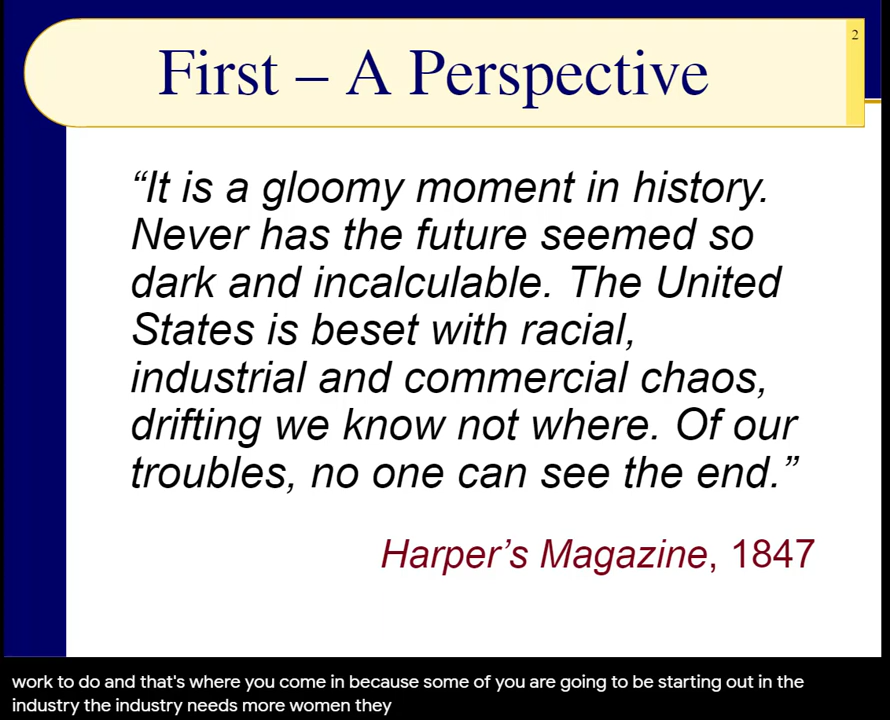 2
First – A Perspective
“It is a gloomy moment in history.
Never has the future seemed so
dark and incalculable. The United
States is beset with racial,
industrial and commercial chaos,
drifting we know not where. Of our
troubles, no one can see the end.”
Harper’s Magazine, 1847
work to do and that's where you come in because some of you are going to be starting out in the
industry the industry needs more women they